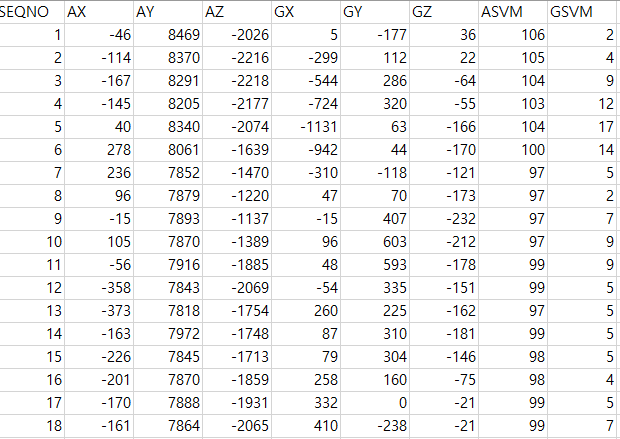 SEQNO AX AY AZ GX GY GZ ASVM GSVM
1 -46 8469 -2026 5 -177 36 106 2
2 -114 8370 -2216 -299 112 22 105 4
3 -167 8291 -2218 -544 286 -64 104 9
4 -145 8205 -2177 -724 320 -55 103 12
5 40 8340 -2074 -1131 63 -166 104 17
6 278 8061 -1639 -942 44 -170 100 14
7 236 7852 -1470 -310 -118 -121 97 5
8 96 7879 -1220 47 70 -173 97 2
9 -15 7893 -1137 -15 407 -232 97 7
10 105 7870 -1389 96 603 -212 97 9
11 -56 7916 -1885 48 593 -178 99 9
12 -358 7843 -2069 -54 335 -151 99 5
13 -373 7818 -1754 260 225 -162 97 5
14 -163 7972 -1748 87 310 -181 99 5
15 -226 7845 -1713 79 304 -146 98 5
16 -201 7870 -1859 258 160 -75 98 4
17 -170 7888 -1931 332 0 -21 99 5
18 -161 7864 -2065 410 -238 -21 99 7